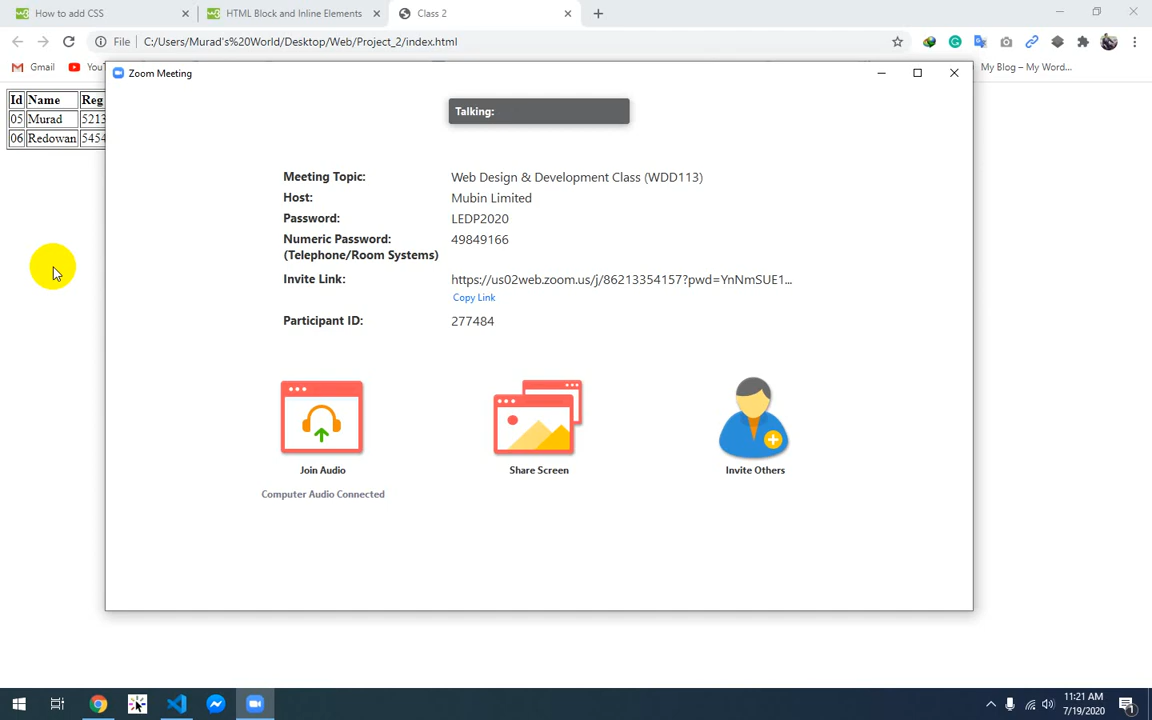 How to add CSS
HTML Block and Inline Elements
Class 2
File
C:/Users/Murad's%20World/Desktop/Web/Project_2/index.html
Gmail
My Blog – My Word...
Zoom Meeting
Id Name Reg
05 Murad 5213
06 Redowan 5454
Talking:
Meeting Topic: Web Design & Development Class (WDD113)
Host: Mubin Limited
Password: LEDP2020
Numeric Password: 49849166
(Telephone/Room Systems)
Invite Link: https://us02web.zoom.us/j/86213354157?pwd=YnNmSUE1...
Copy Link
Participant ID: 277484
Join Audio
Share Screen
Invite Others
Computer Audio Connected
11:21 AM
7/19/2020